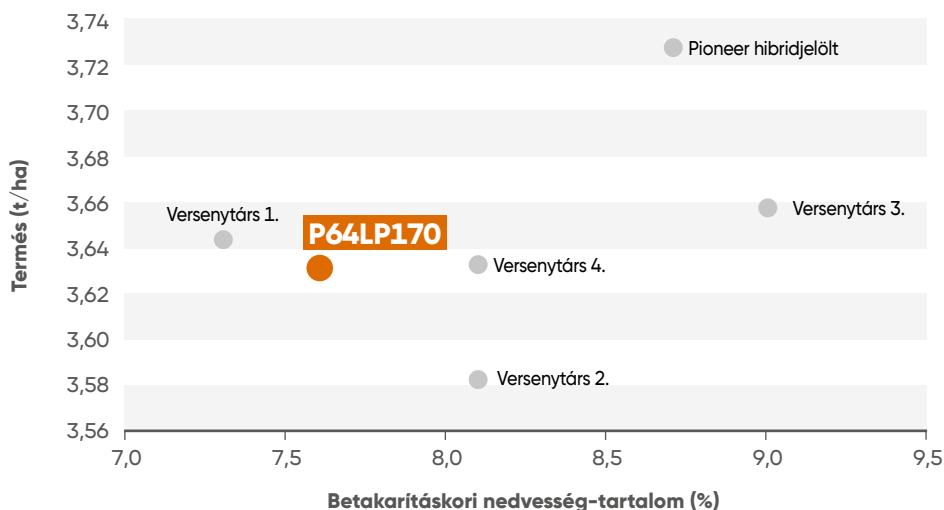 3,74
3,72
3,70
3,68
3,66
3,64
3,62
3,60
3,58
3,56
Termés (t/ha)
Pioneer hibridjelölt
Versenytárs 1.
Versenytárs 3.
P64LP170
Versenytárs 4.
Versenytárs 2.
7,0 7,5 8,0 8,5 9,0 9,5
Betakarításkori nedvesség-tartalom (%)